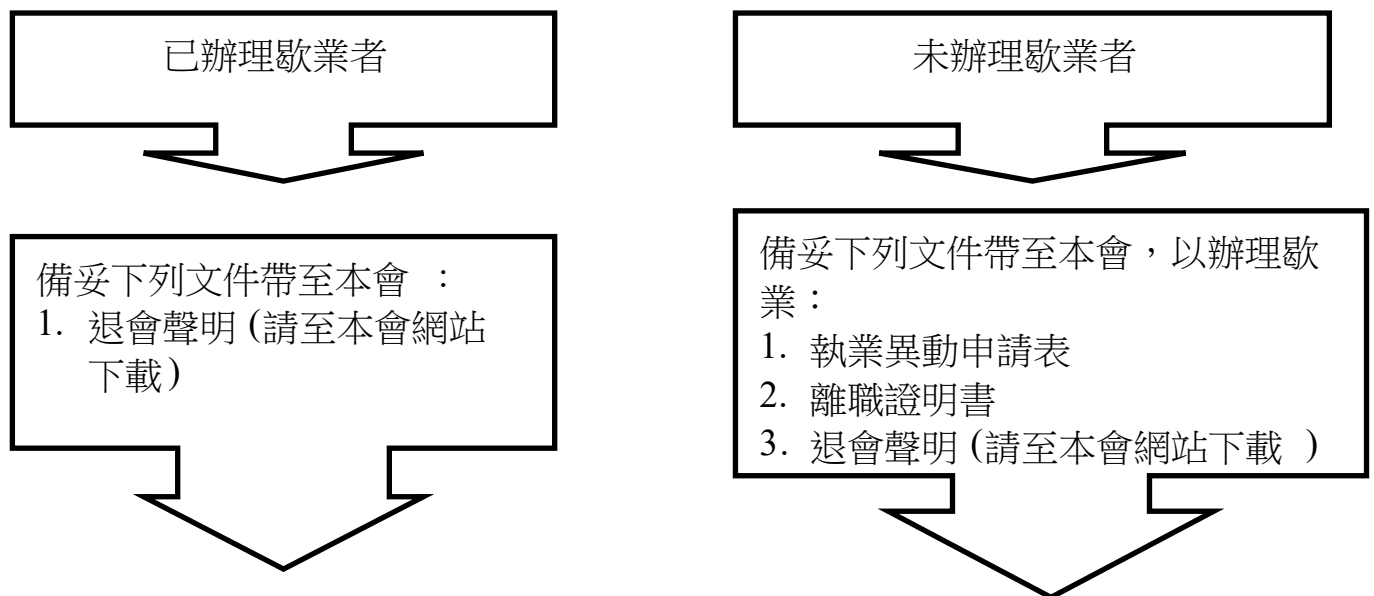 已辦理歇業者
未辦理歇業者
備妥下列文件帶至本會 ：
1. 退會聲明 (請至本會網站
下載)
備妥下列文件帶至本會，以辦理歇
業：
1. 執業異動申請表
2. 離職證明書
3. 退會聲明 (請至本會網站下載 )